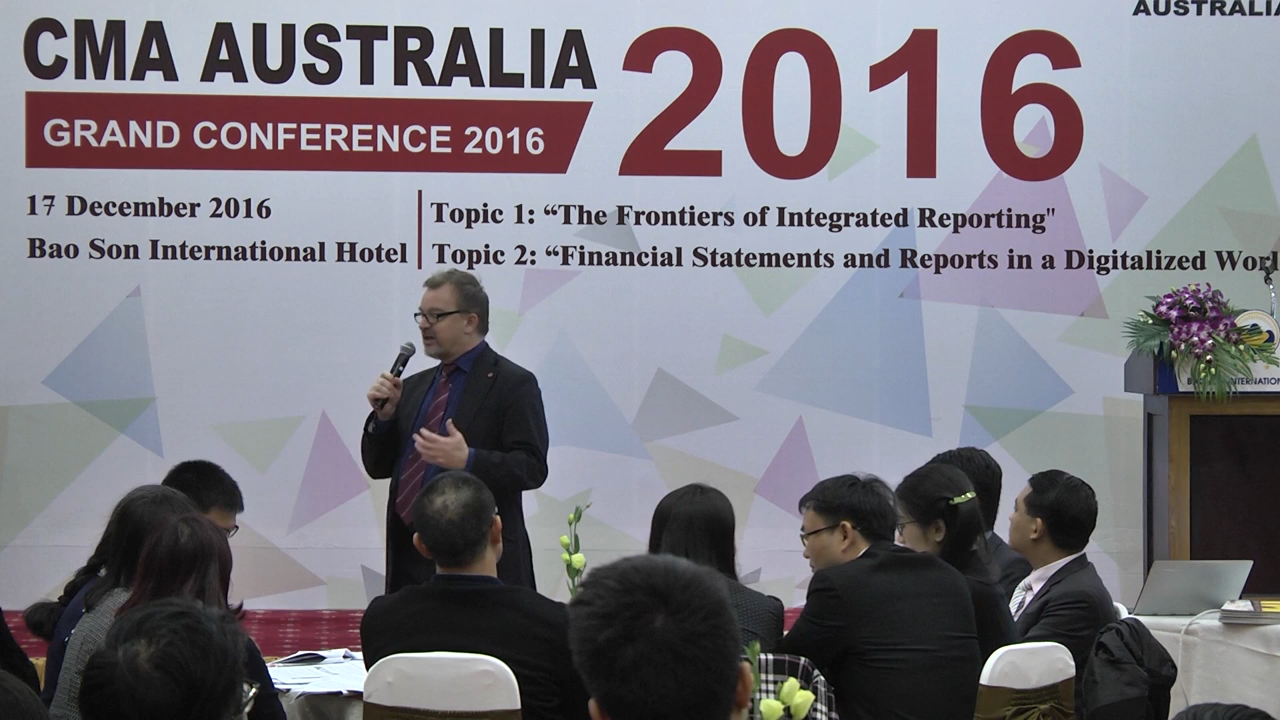 AUSTRALIA
CMA AUSTRALIA 2016
GRAND CONFERENCE 2016
17 December 2016
Bao Son International Hotel
Topic 1: “The Frontiers of Integrated Reporting"
Topic 2: “Financial Statements and Reports in a Digitalized Worl